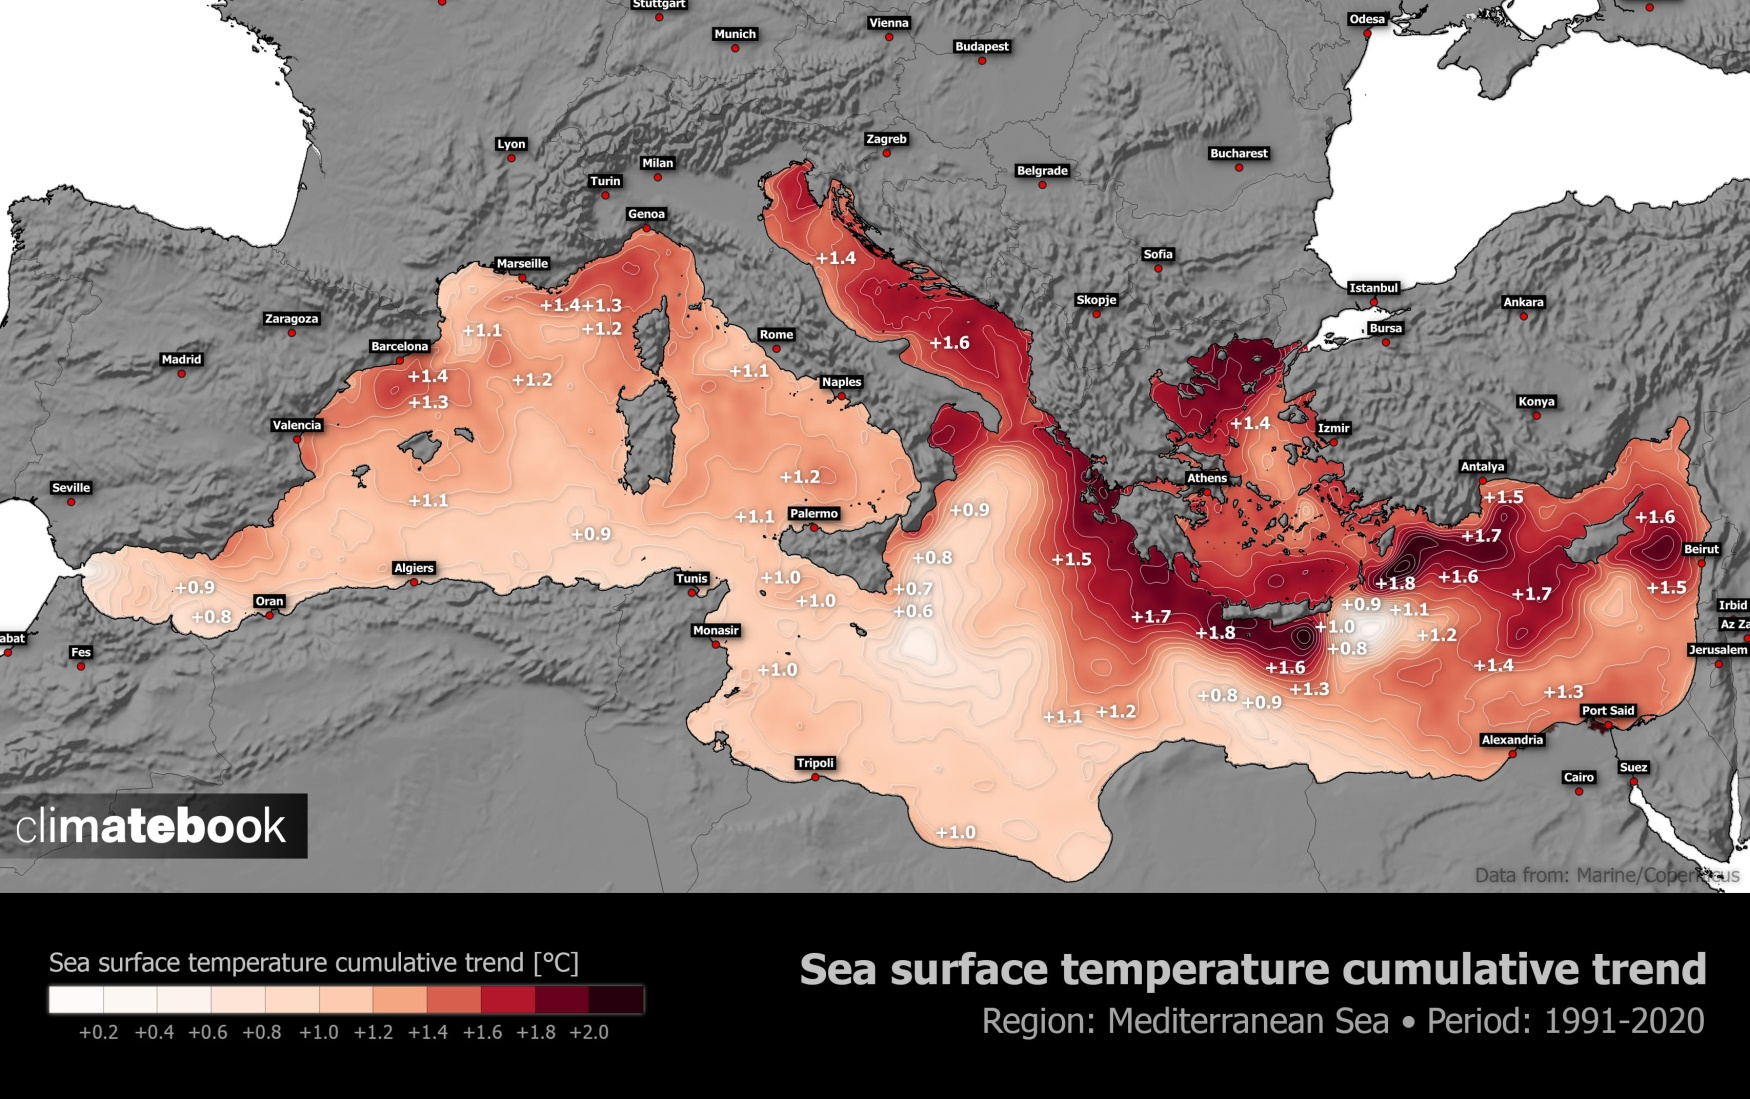 Stuttgart
Vienna
Odesa
Munich
Budapest
Lyon
Zagreb
Milan
Bucharest
Belgrade
Turin
Genoa
Sofia
+1.4
Marseille
Istanbul
Skopje
Ankara
+1.4+1.3
Zaragoza
+1.1
+1.2
Bursa
Rome
+1.6
Barcelona
Madrid
+1.1
+1.4
+1.2
Naples
+1.3
Konya
Valencia
+1.4
Izmir
Antalya
+1.2
Athens
Seville
+1.1
+1.5
+0.9
Palermo
+1.1
+1.6
+0.9
+1.7
Beirut
+0.8
+1.5
Algiers
Tunis
+1.0
+1.6
+1.8
+0.9
+0.7
+1.5
Oran
+1.0
+1.7
+0.6
+0.9
+1.1
Irbid
+0.8
+1.7
Az Za
Monasir
+1.8
+1.0
+1.2
abat
Fes
+0.8
Jerusalem
+1.0
+1.6
+1.4
+1.3
+1.3
+0.8
+0.9
+1.1
+1.2
Port Said
Alexandria
Tripoli
Suez
Cairo
climatebook
+1.0
Data from: Marine/Copernicus
Sea surface temperature cumulative trend [°C]
+0.2 +0.4 +0.6 +0.8 +1.0 +1.2 +1.4 +1.6 +1.8 +2.0
Sea surface temperature cumulative trend
Region: Mediterranean Sea • Period: 1991-2020